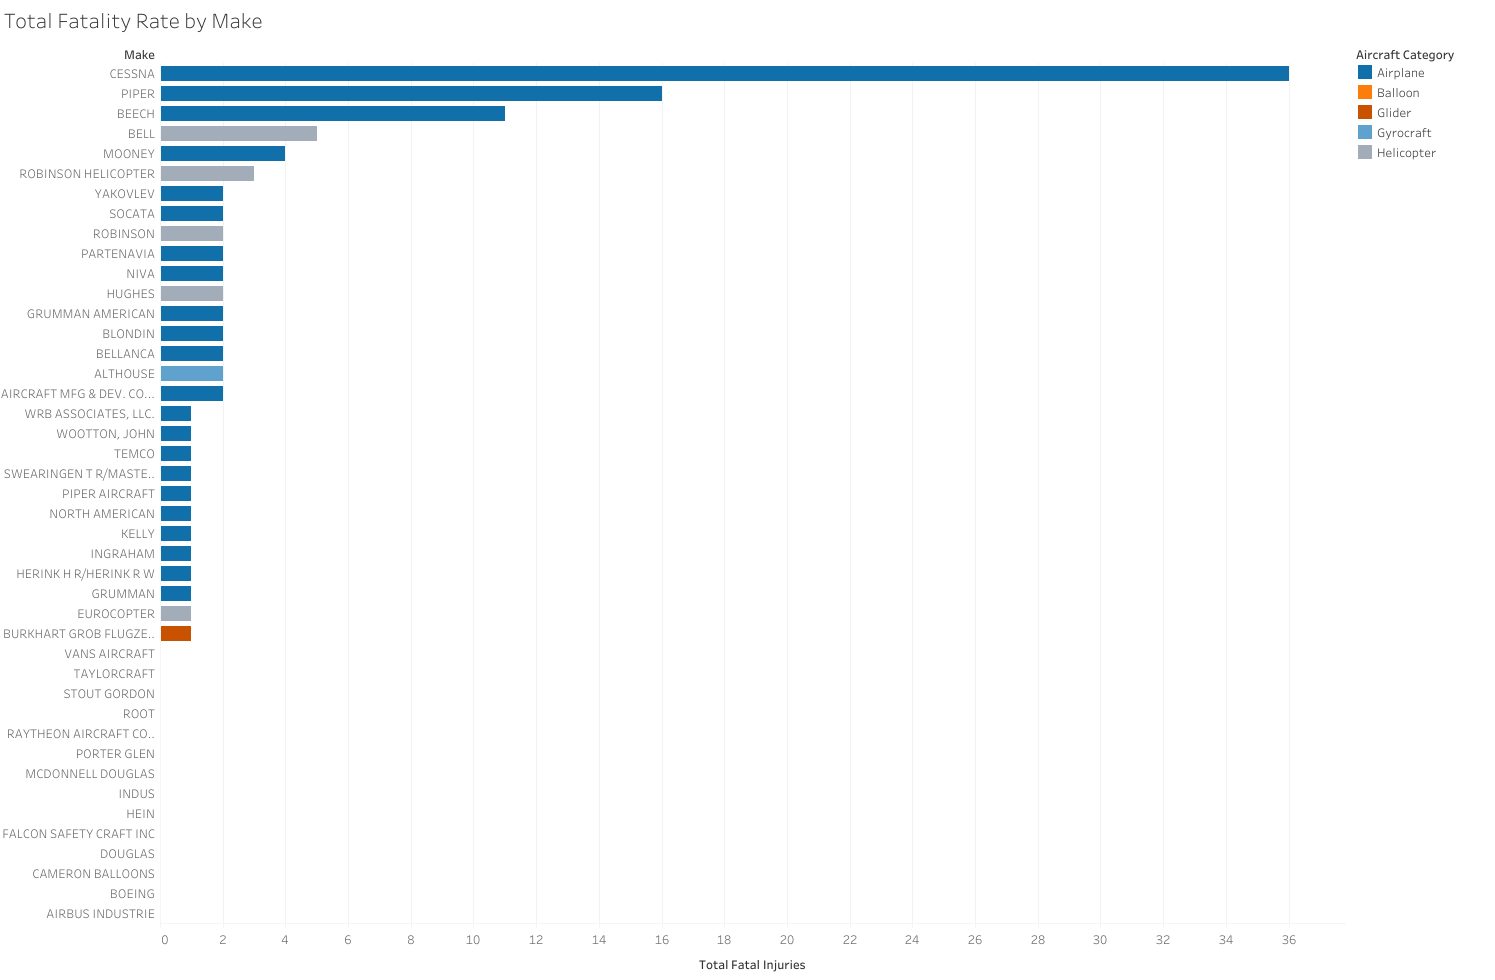 Total Fatality Rate by Make
Make
Aircraft Category
CESSNA
Airplane
PIPER
Balloon
BEECH
Glider
BELL
Gyrocraft
MOONEY
Helicopter
ROBINSON HELICOPTER
YAKOVLEV
SOCATA
ROBINSON
PARTENAVIA
NIVA
HUGHES
GRUMMAN AMERICAN
BLONDIN
BELLANCA
ALTHOUSE
AIRCRAFT MFG & DEV. CO...
WRB ASSOCIATES, LLC.
WOOTTON, JOHN
TEMCO
SWEARINGEN T R/MASTE..
PIPER AIRCRAFT
NORTH AMERICAN
KELLY
INGRAHAM
HERINK H R/HERINK R W
GRUMMAN
EUROCOPTER
BURKHART GROB FLUGZE..
VANS AIRCRAFT
TAYLORCRAFT
STOUT GORDON
ROOT
RAYTHEON AIRCRAFT CO..
PORTER GLEN
MCDONNELL DOUGLAS
INDUS
HEIN
FALCON SAFETY CRAFT INC
DOUGLAS
CAMERON BALLOONS
BOEING
AIRBUS INDUSTRIE
0 2 4 6 8 10 12 14 16 18 20 22 24 26 28 30 32 34 36
Total Fatal Injuries